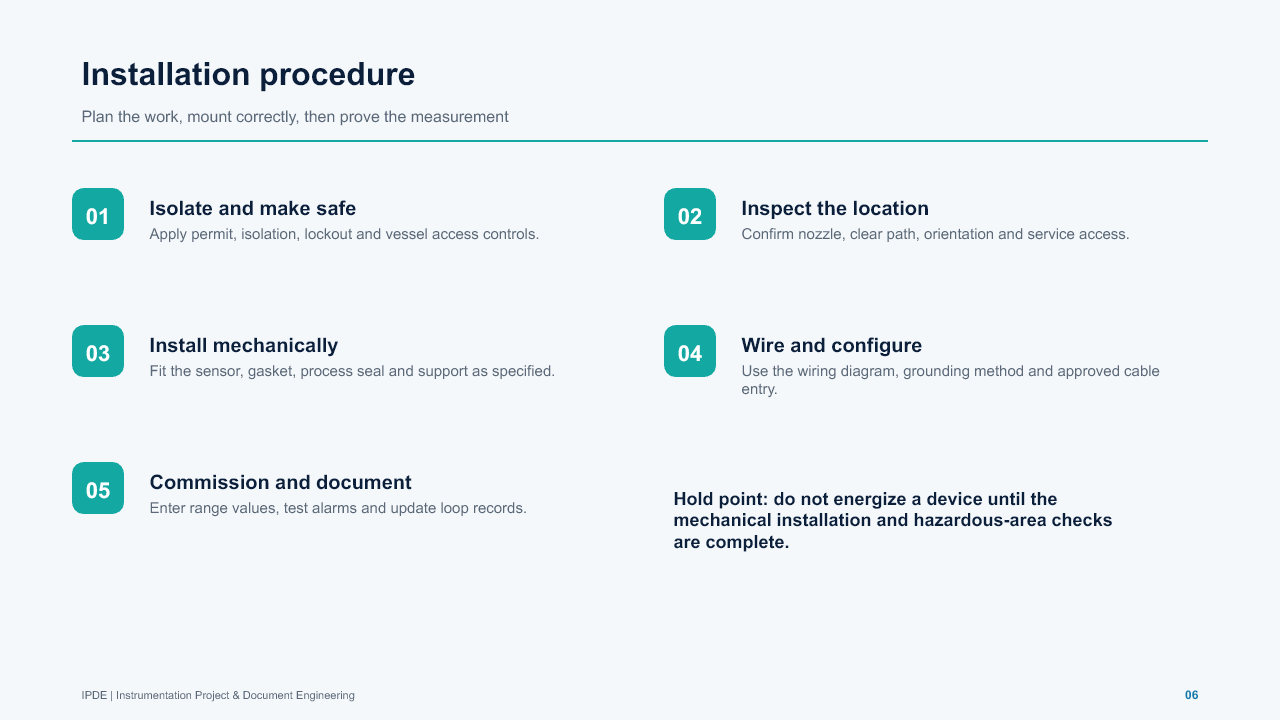 Installation procedure
Plan the work, mount correctly, then prove the measurement
01
Isolate and make safe
Apply permit, isolation, lockout and vessel access controls.
02
Inspect the location
Confirm nozzle, clear path, orientation and service access.
03
Install mechanically
Fit the sensor, gasket, process seal and support as specified.
04
Wire and configure
Use the wiring diagram, grounding method and approved cable
entry.
05
Commission and document
Enter range values, test alarms and update loop records.
Hold point: do not energize a device until the
mechanical installation and hazardous-area checks
are complete.
IPDE | Instrumentation Project & Document Engineering
06